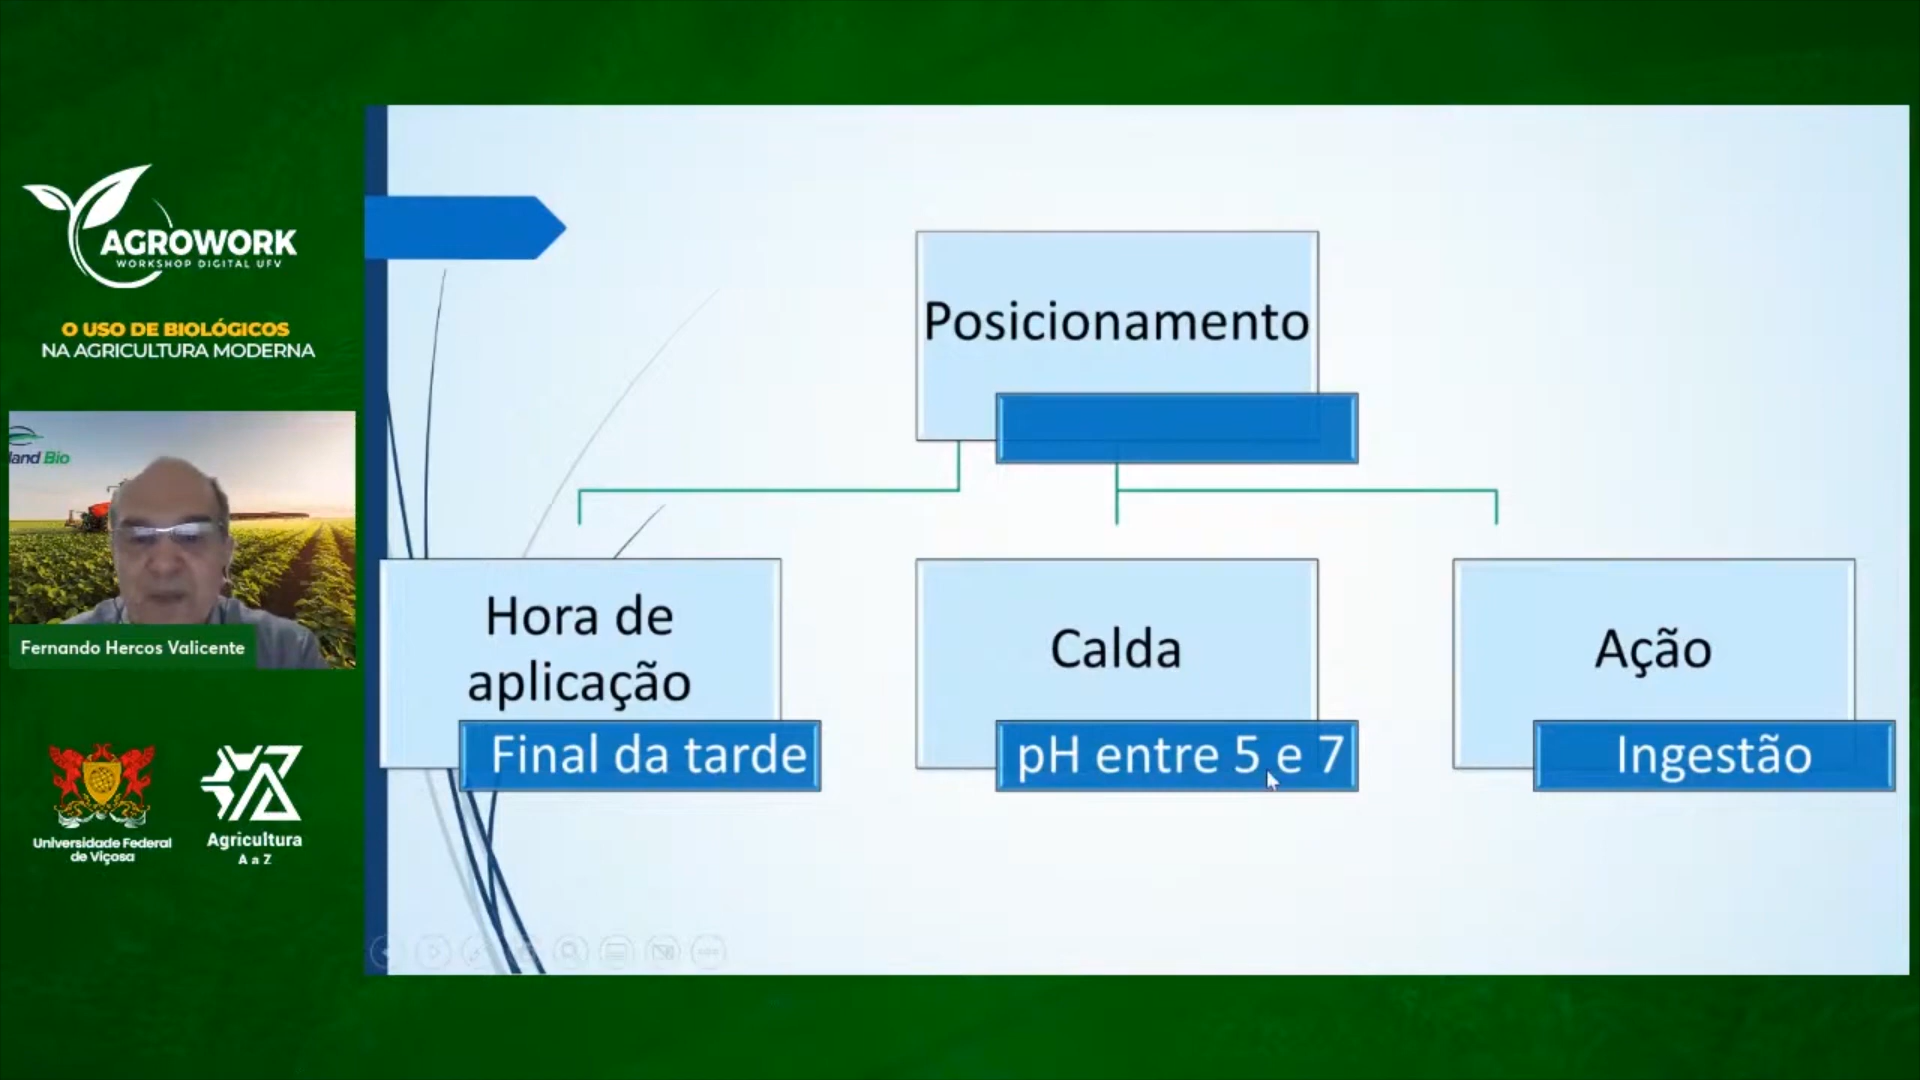 AGROWORK
WORKSHOP DIGITAL UFV
O USO DE BIOLÓGICOS
NA AGRICULTURA MODERNA
land Bio
Fernando Hercos Valicente
Universidade Federal
de Viçosa
Agricultura
A a Z
Posicionamento
Hora de
aplicação
Final da tarde
Calda
pH entre 5 e 7
Ação
Ingestão